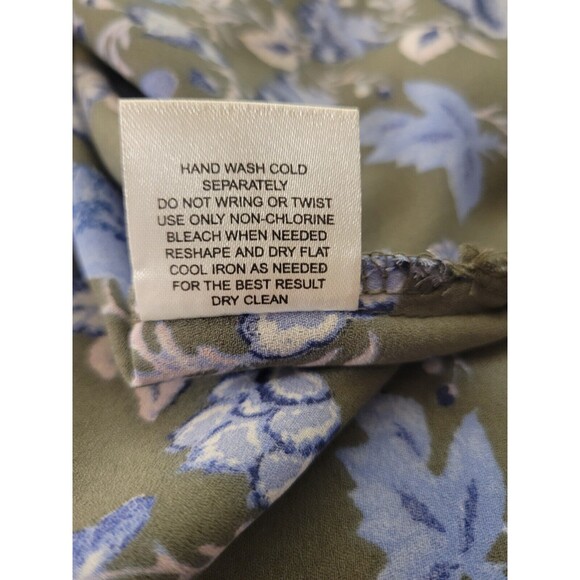 HAND WASH COLD
SEPARATELY
DO NOT WRING OR TWIST
USE ONLY NON-CHLORINE
BLEACH WHEN NEEDED
RESHAPE AND DRY FLAT
COOL IRON AS NEEDED
FOR THE BEST RESULT
DRY CLEAN